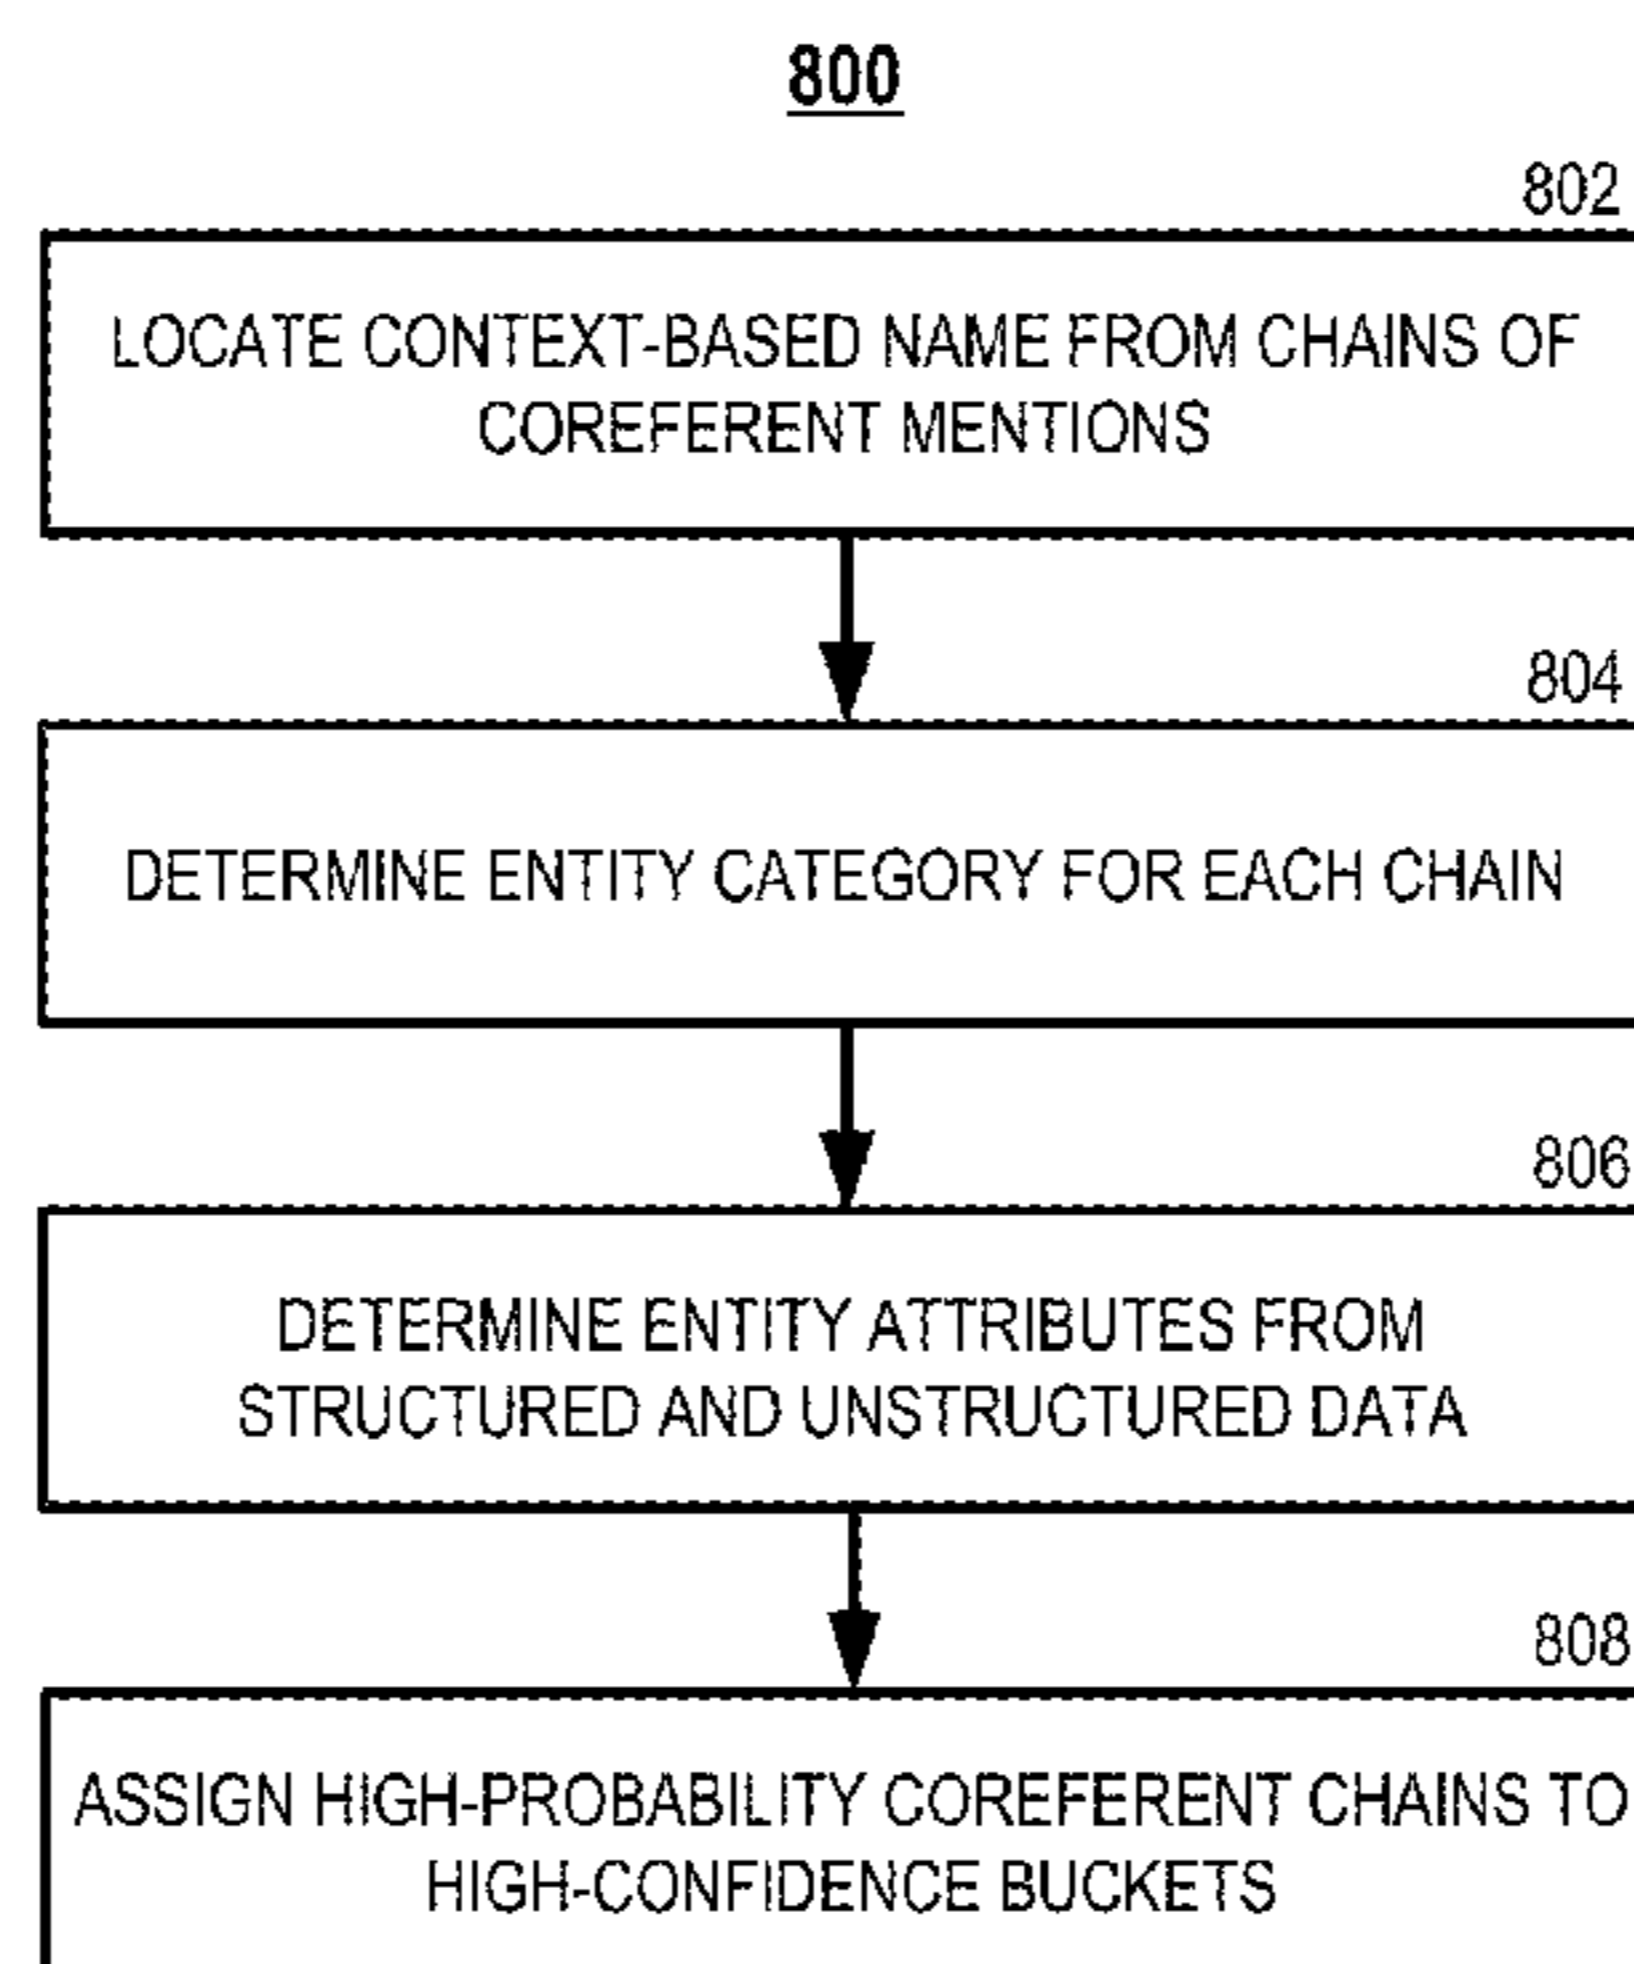 800
802
LOCATE CONTEXT-BASED NAME FROM CHAINS OF
COREFERENT MENTIONS
804
DETERMINE ENTITY CATEGORY FOR EACH CHAIN
806
DETERMINE ENTITY ATTRIBUTES FROM
STRUCTURED AND UNSTRUCTURED DATA
808
ASSIGN HIGH-PROBABILITY COREFERENT CHAINS TO
HIGH-CONFIDENCE BUCKETS